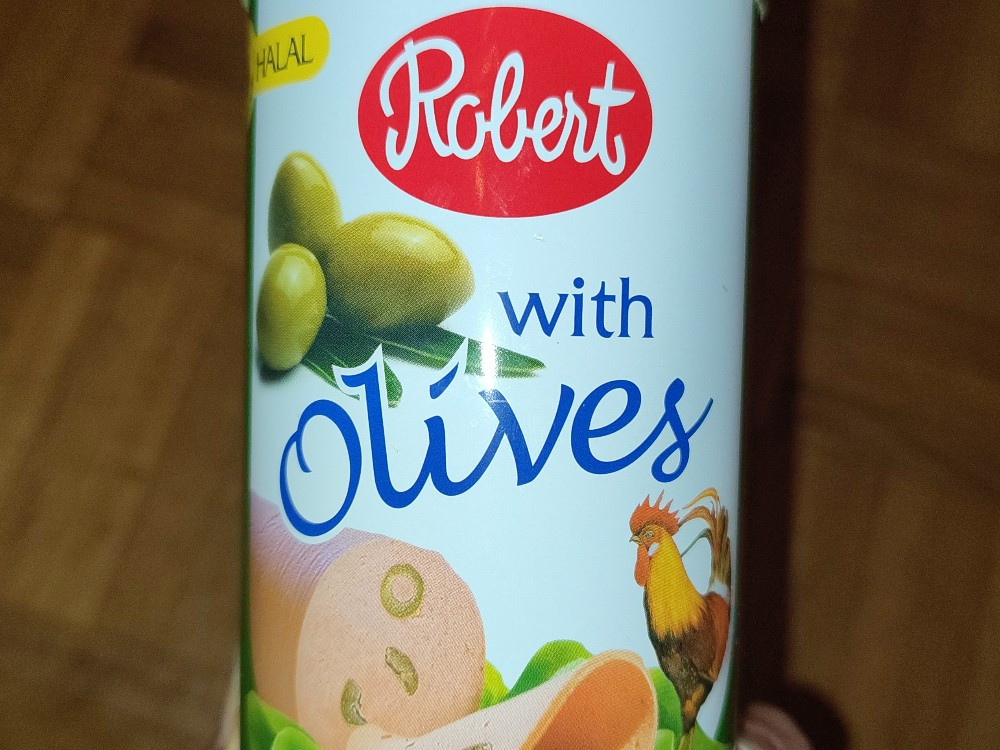 HALAL
Robert
with
Olives